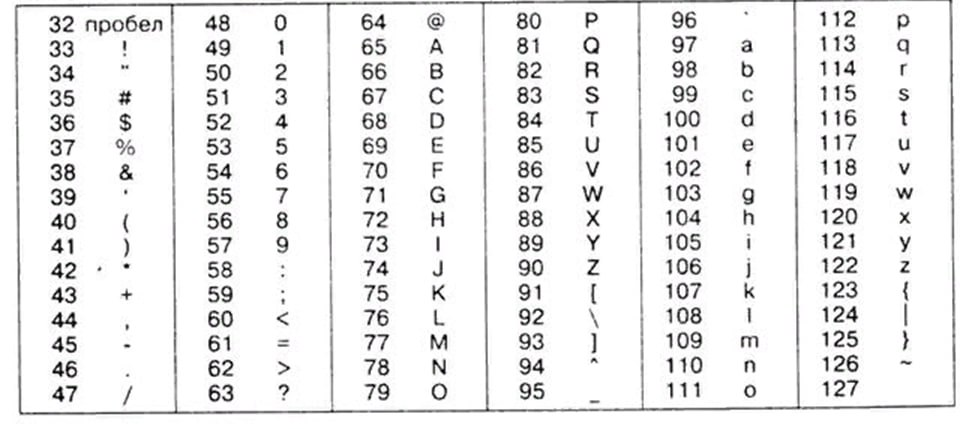 32 пробел 48 0 64 @ 80 P 96 ` 112 p
33 ! 49 1 65 A 81 Q 97 a 113 q
34 " 50 2 66 B 82 R 98 b 114 r
35 # 51 3 67 C 83 S 99 c 115 s
36 $ 52 4 68 D 84 T 100 d 116 t
37 % 53 5 69 E 85 U 101 e 117 u
38 & 54 6 70 F 86 V 102 f 118 v
39 ' 55 7 71 G 87 W 103 g 119 w
40 ( 56 8 72 H 88 X 104 h 120 x
41 ) 57 9 73 I 89 Y 105 i 121 y
42 * 58 : 74 J 90 Z 106 j 122 z
43 + 59 ; 75 K 91 [ 107 k 123 {
44 , 60 < 76 L 92 \ 108 l 124 |
45 - 61 = 77 M 93 ] 109 m 125 }
46 . 62 > 78 N 94 ^ 110 n 126 ~
47 / 63 ? 79 O 95 _ 111 o 127